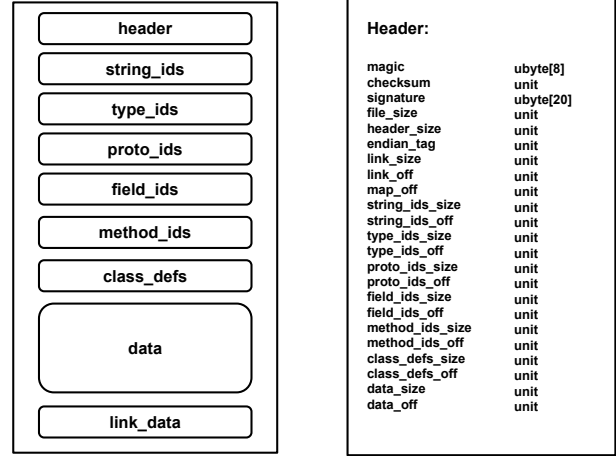 header
string_ids
type_ids
proto_ids
field_ids
method_ids
class_defs
data
link_data
Header:
magic ubyte[8]
checksum unit
signature ubyte[20]
file_size unit
header_size unit
endian_tag unit
link_size unit
link_off unit
map_off unit
string_ids_size unit
string_ids_off unit
type_ids_size unit
type_ids_off unit
proto_ids_size unit
proto_ids_off unit
field_ids_size unit
field_ids_off unit
method_ids_size unit
method_ids_off unit
class_defs_size unit
class_defs_off unit
data_size unit
data_off unit